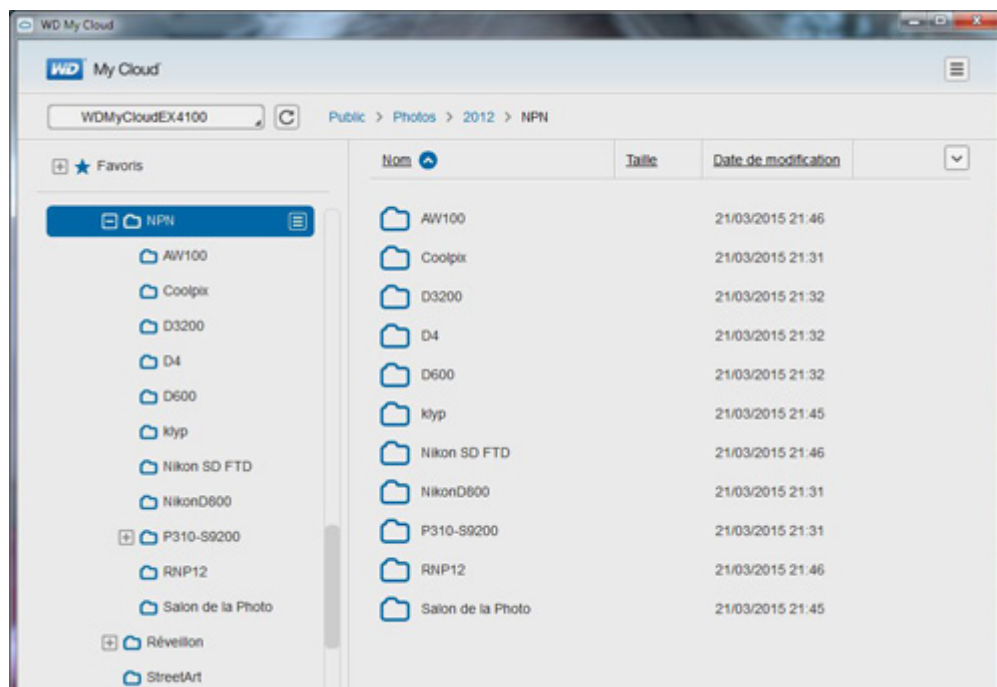 WD My Cloud
WD My Cloud
WDMyCloudEX4100
Public > Photos > 2012 > NPN
Favoris
NPN
AW100
Coolpix
D3200
D4
D600
klyp
Nikon SD FTD
NikonD800
P310-S9200
RNP12
Salon de la Photo
Réveillon
StreetArt
Nom Taille Date de modification
AW100 21/03/2015 21:46
Coolpix 21/03/2015 21:31
D3200 21/03/2015 21:32
D4 21/03/2015 21:32
D600 21/03/2015 21:32
klyp 21/03/2015 21:45
Nikon SD FTD 21/03/2015 21:46
NikonD800 21/03/2015 21:31
P310-S9200 21/03/2015 21:31
RNP12 21/03/2015 21:46
Salon de la Photo 21/03/2015 21:45